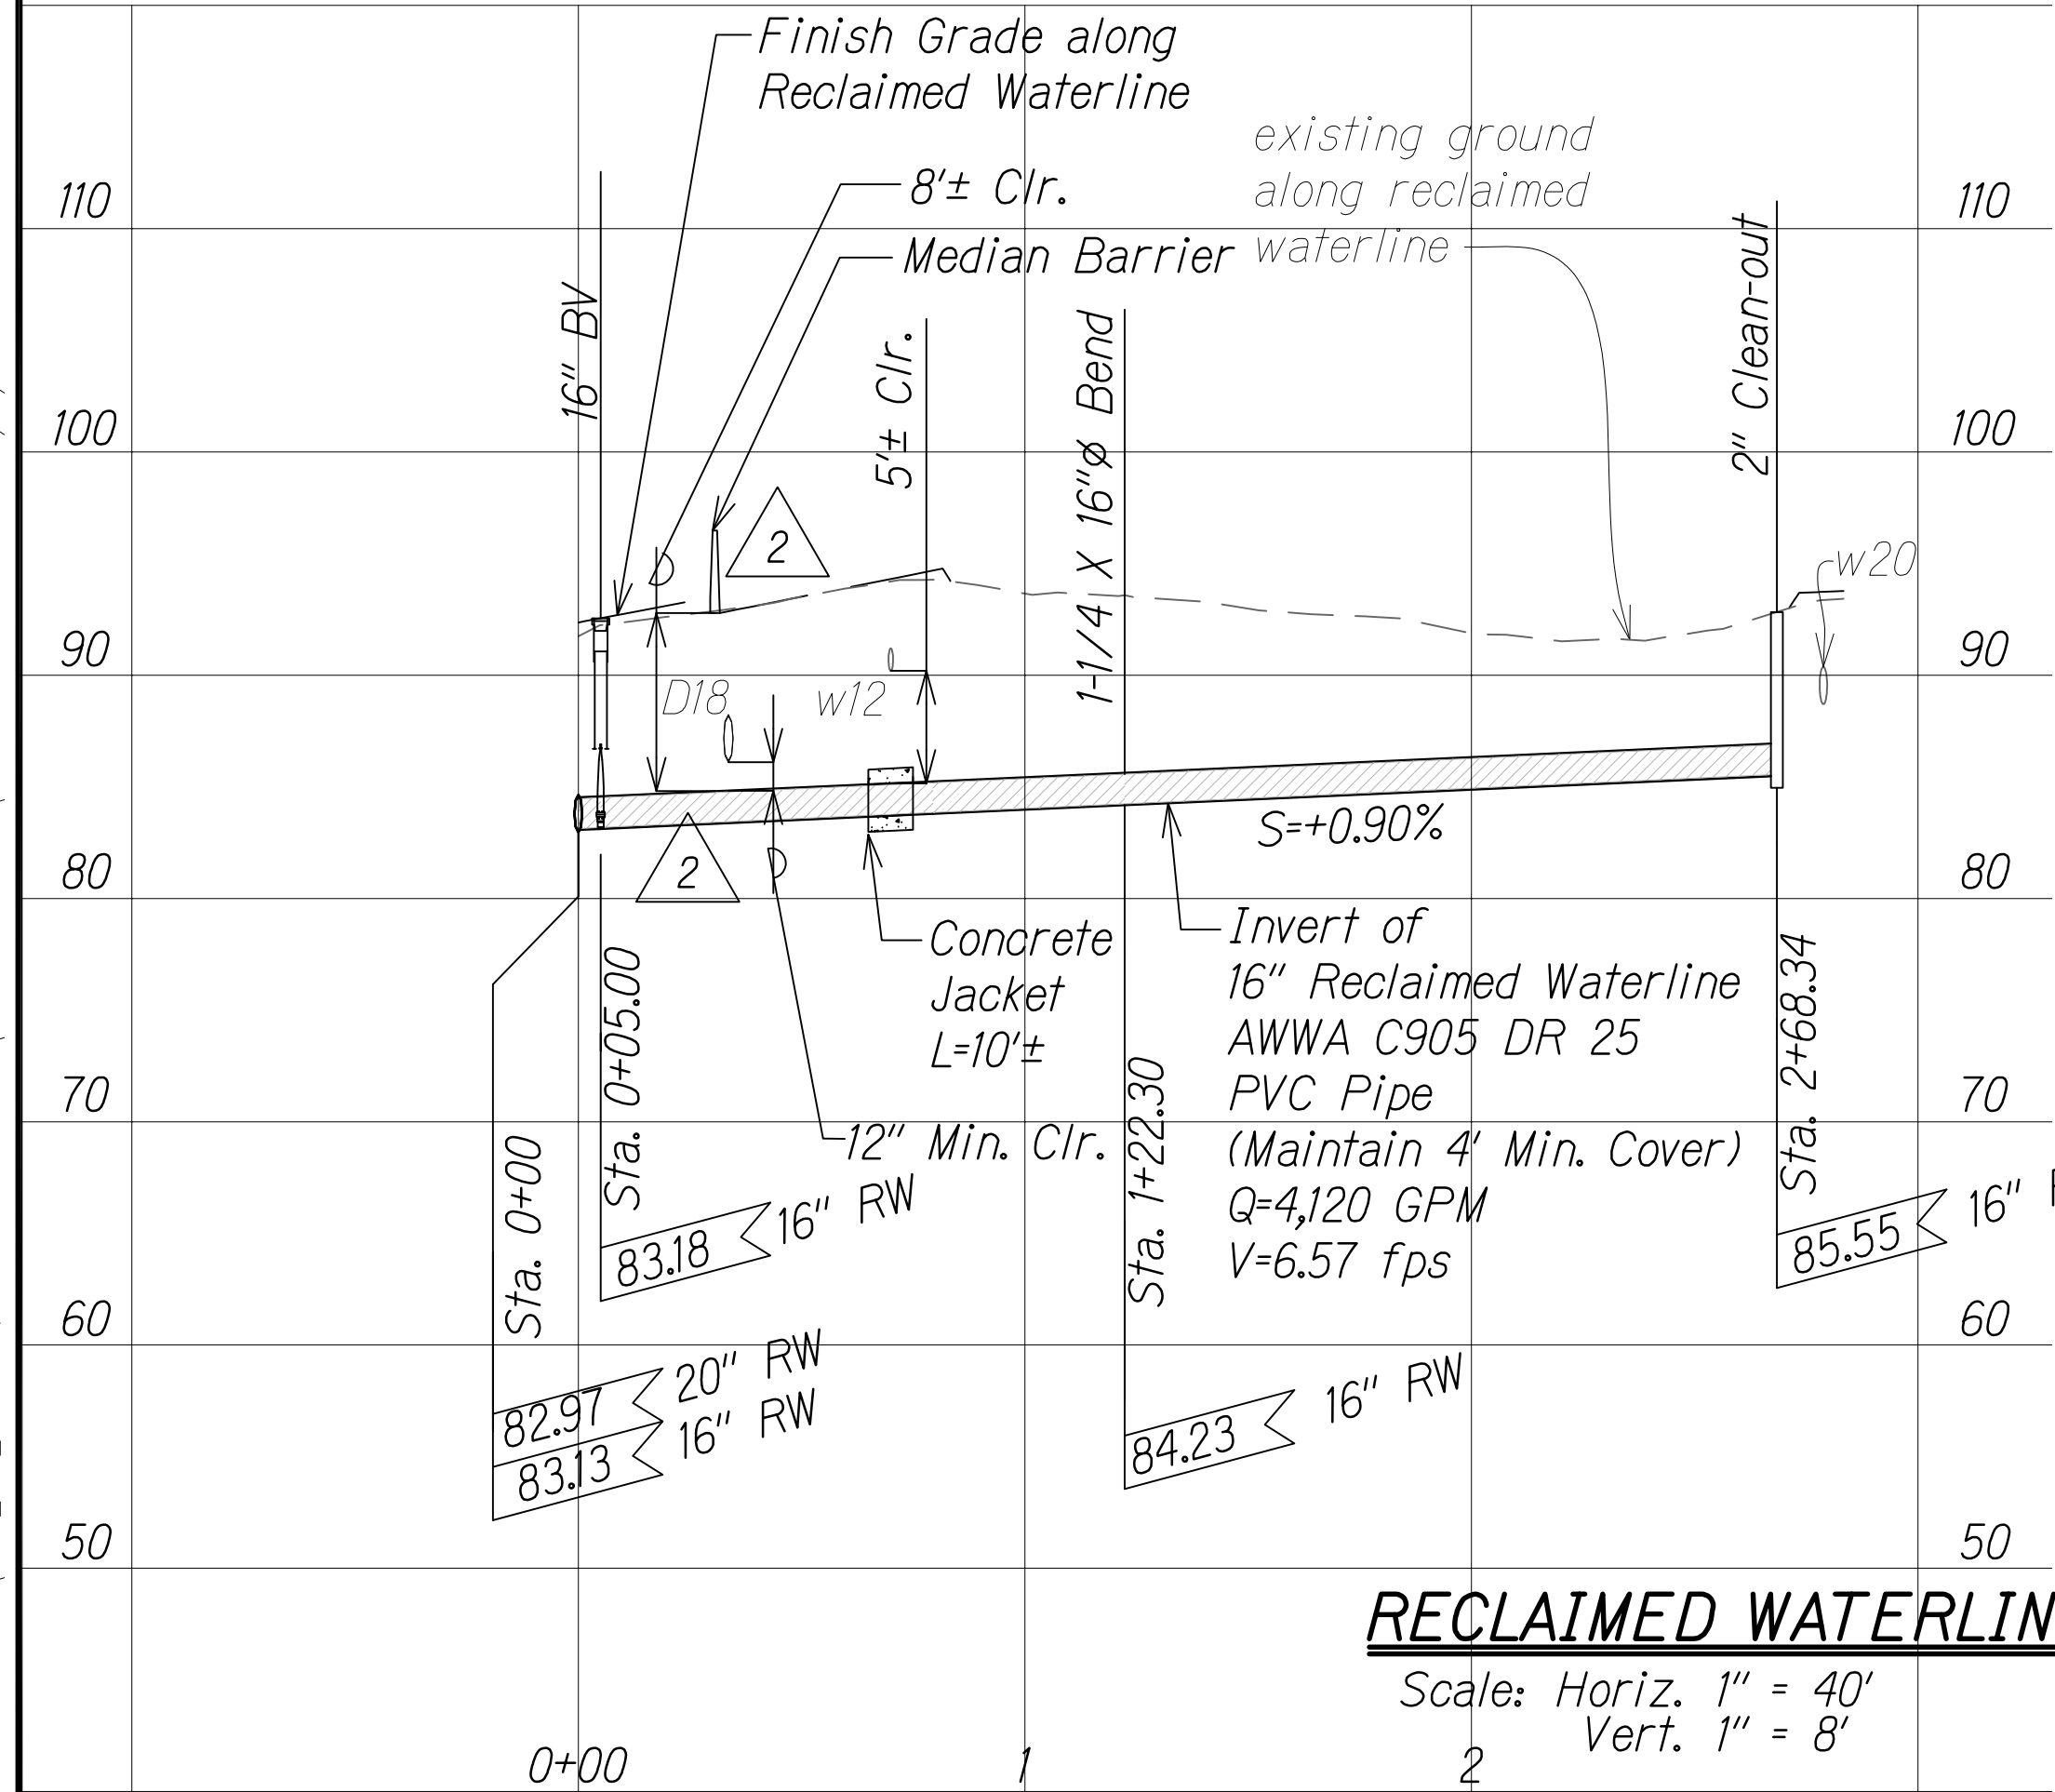 Finish Grade along
Reclaimed Waterline
existing ground
along reclaimed
waterline
8'± Clr.
Median Barrier
110
110
16" BV
5'± Clr.
1-1/4 X 16"ø Bend
2" Clean-out
100
100
2
w20
90
90
D18
w12
S=+0.90%
80
80
2
Concrete
Jacket
L=10'±
Invert of
16" Reclaimed Waterline
AWWA C905 DR 25
PVC Pipe
(Maintain 4' Min. Cover)
Q=4,120 GPM
V=6.57 fps
12" Min. Clr.
70
70
Sta. 0+00
Sta. 0+05.00
Sta. 1+22.30
Sta. 2+68.34
83.18
16" RW
85.55
16"
60
60
82.97
20" RW
83.13
16" RW
84.23
16" RW
50
50
RECLAIMED WATERLIN
Scale: Horiz. 1" = 40'
Vert. 1" = 8'
0+00
1
2